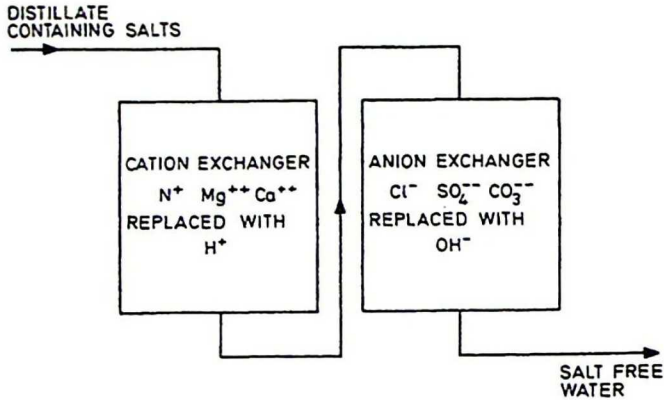 DISTILLATE
CONTAINING SALTS
CATION EXCHANGER
N⁺ Mg⁺⁺ Ca⁺⁺
REPLACED WITH
H⁺
ANION EXCHANGER
Cl⁻ SO₄⁻⁻ CO₃⁻⁻
REPLACED WITH
OH⁻
SALT FREE
WATER